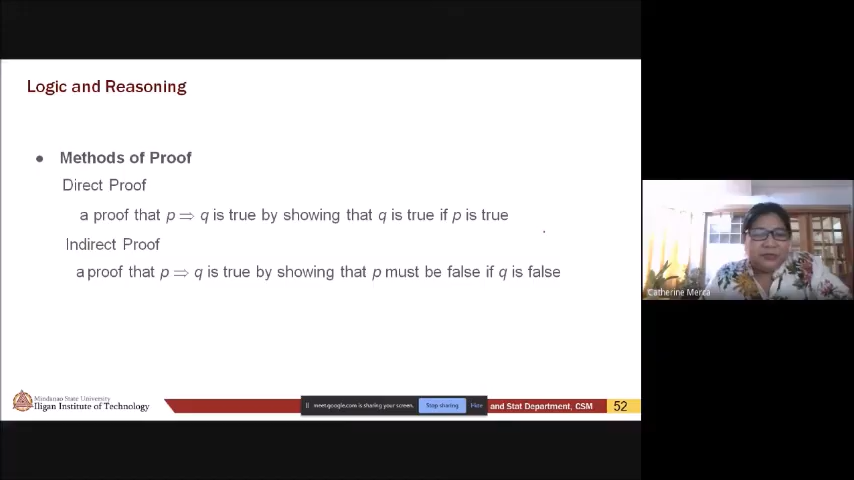 Logic and Reasoning
● Methods of Proof
Direct Proof
a proof that p ⇒ q is true by showing that q is true if p is true
Indirect Proof
a proof that p ⇒ q is true by showing that p must be false if q is false
Catherine Merca
Mindanao State University
Iligan Institute of Technology
meet.google.com is sharing your screen.
Stop sharing
Hide
and Stat Department, CSM
52